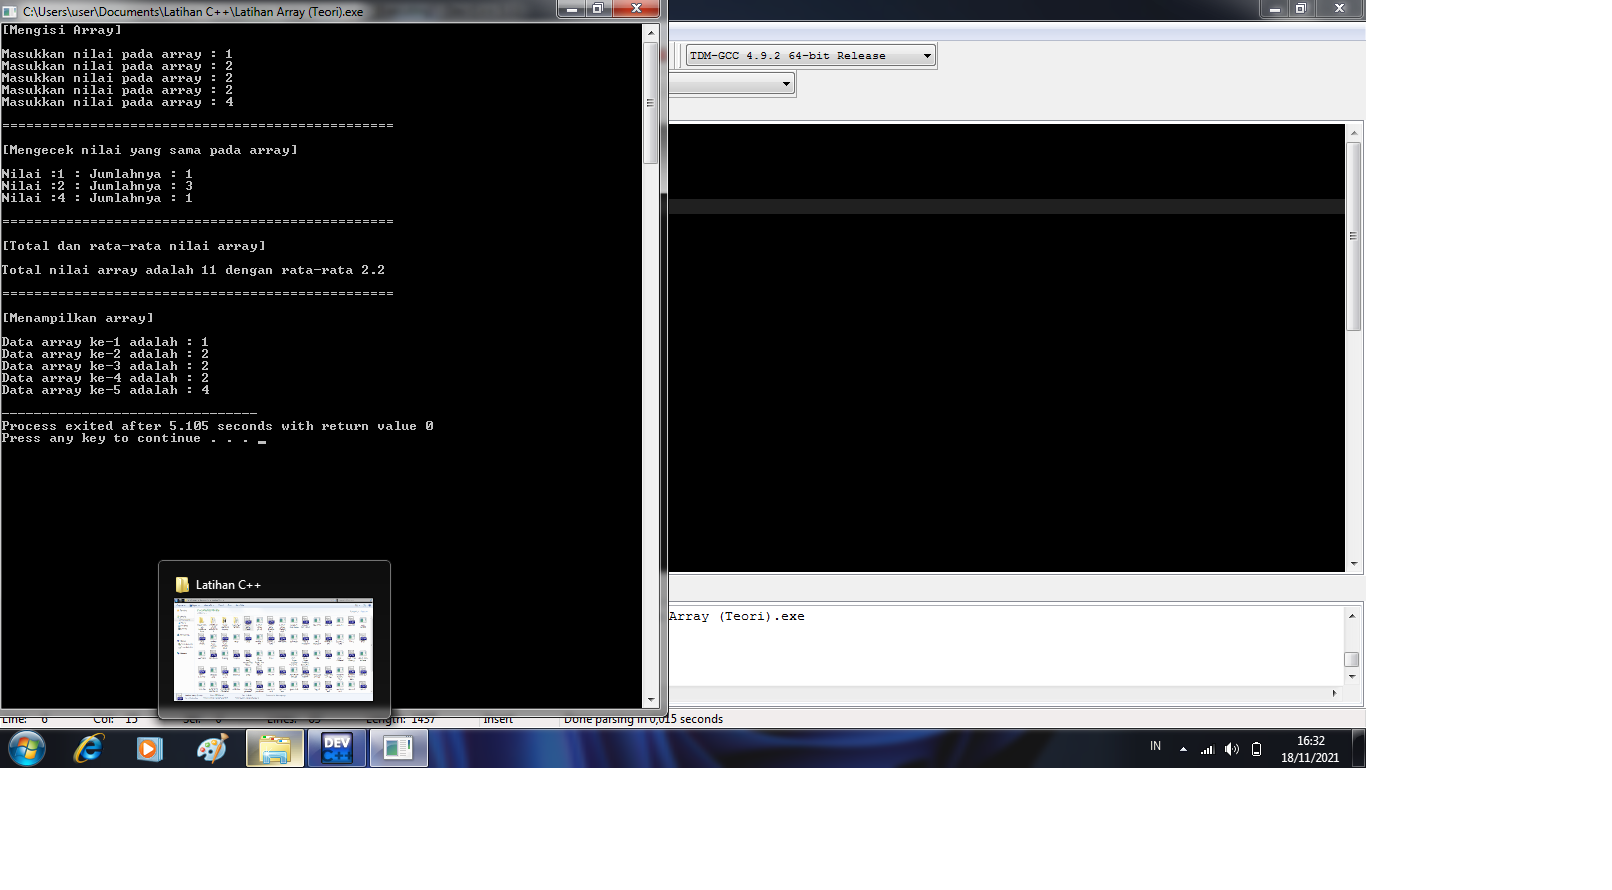 C:\Users\user\Documents\Latihan C++\Latihan Array (Teori).exe
[Mengisi Array]
Masukkan nilai pada array : 1
Masukkan nilai pada array : 2
Masukkan nilai pada array : 2
Masukkan nilai pada array : 2
Masukkan nilai pada array : 4
=================================================
[Mengecek nilai yang sama pada array]
Nilai :1 : Jumlahnya : 1
Nilai :2 : Jumlahnya : 3
Nilai :4 : Jumlahnya : 1
=================================================
[Total dan rata-rata nilai array]
Total nilai array adalah 11 dengan rata-rata 2.2
=================================================
[Menampilkan array]
Data array ke-1 adalah : 1
Data array ke-2 adalah : 2
Data array ke-3 adalah : 2
Data array ke-4 adalah : 2
Data array ke-5 adalah : 4
--------------------------------
Process exited after 5.105 seconds with return value 0
Press any key to continue . . . _
TDM-GCC 4.9.2 64-bit Release
Array (Teori).exe
Latihan C++
Line: 6 Col: 15 Sel: 0 Lines: 65 Length: 1457 Insert Done parsing in 0,015 seconds
DEV C++
IN
16:32
18/11/2021